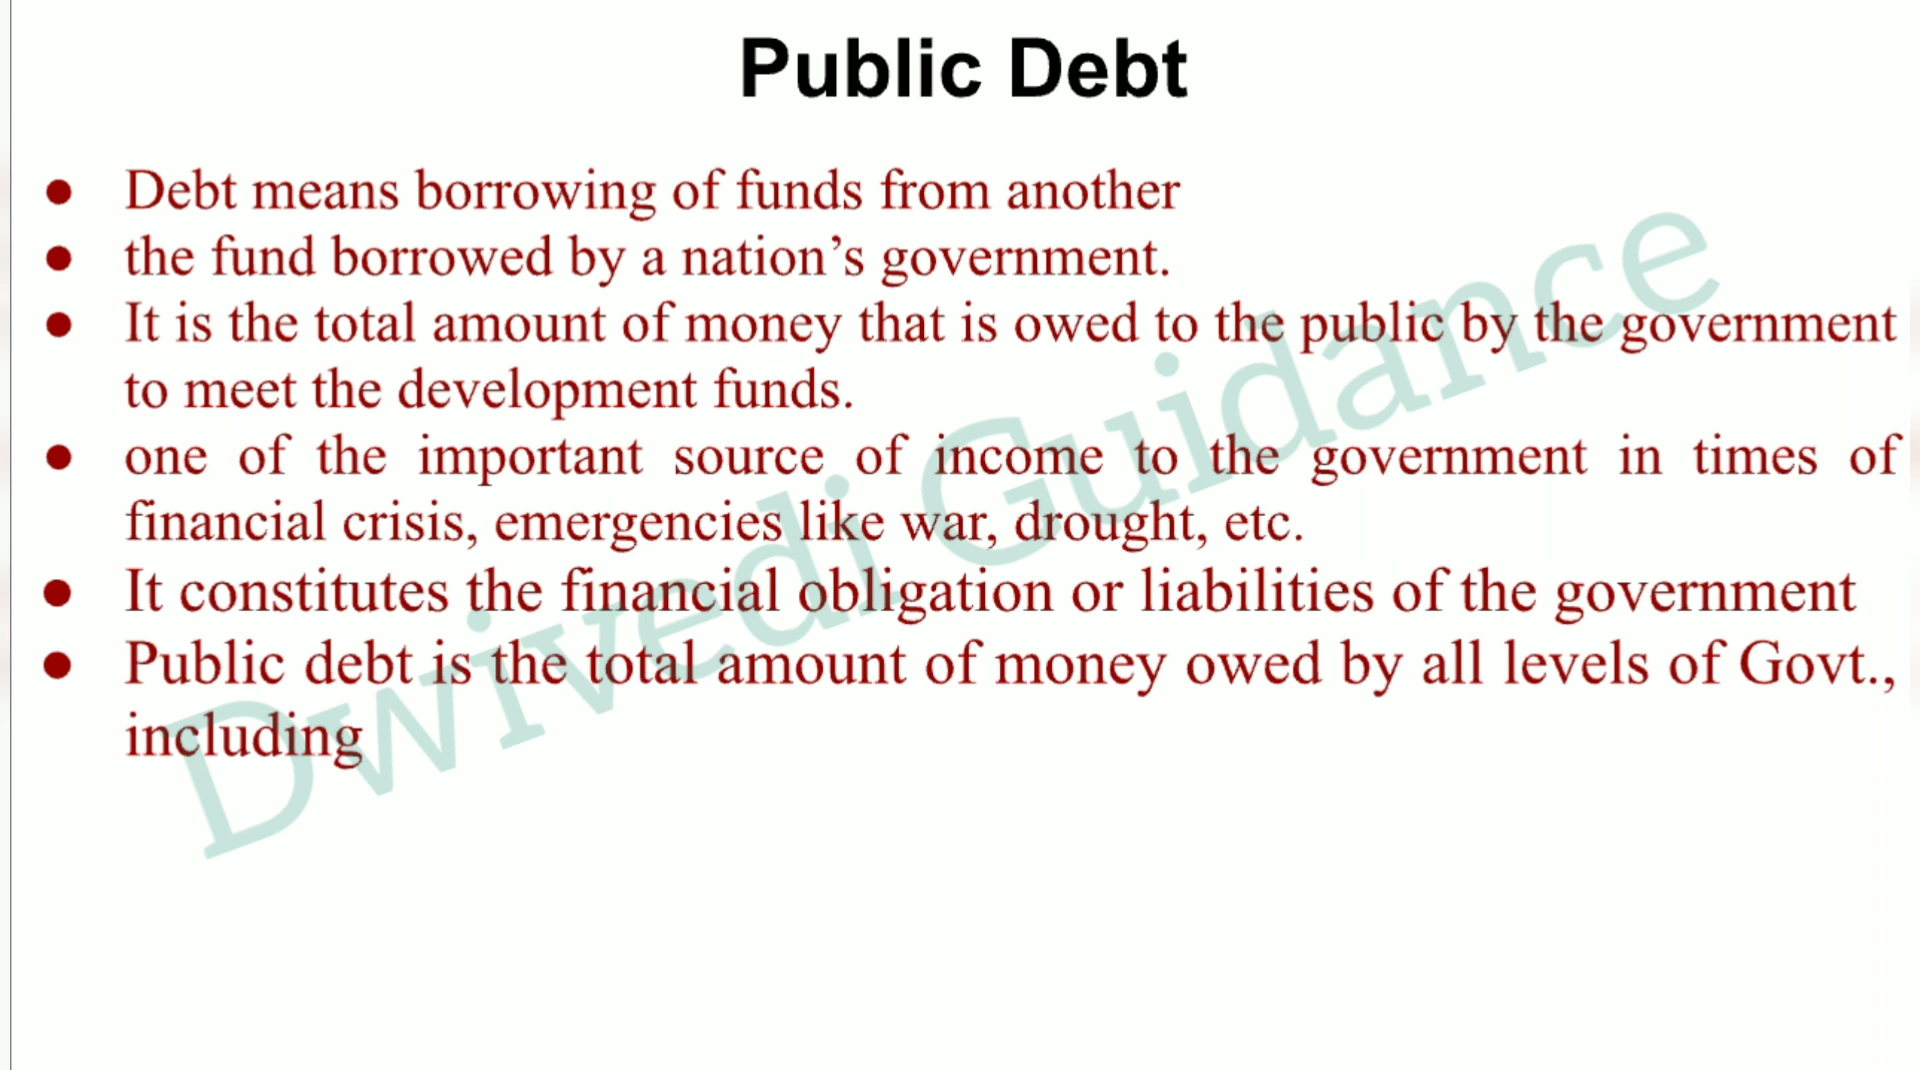 Public Debt
● Debt means borrowing of funds from another
● the fund borrowed by a nation’s government.
● It is the total amount of money that is owed to the public by the government
to meet the development funds.
● one of the important source of income to the government in times of
financial crisis, emergencies like war, drought, etc.
● It constitutes the financial obligation or liabilities of the government
● Public debt is the total amount of money owed by all levels of Govt.,
including
Dwivedi Guidance